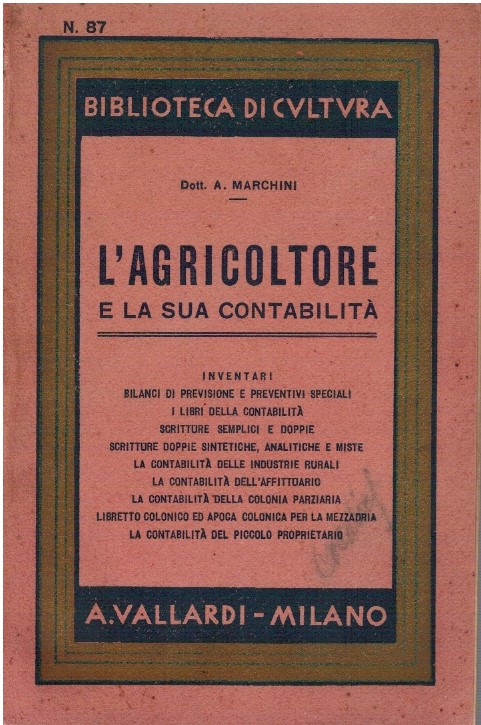 N. 87
BIBLIOTECA DI CVLTVRA
Dott. A. MARCHINI
L'AGRICOLTORE
E LA SUA CONTABILITÀ
INVENTARI
BILANCI DI PREVISIONE E PREVENTIVI SPECIALI
I LIBRI DELLA CONTABILITÀ
SCRITTURE SEMPLICI E DOPPIE
SCRITTURE DOPPIE SINTETICHE, ANALITICHE E MISTE
LA CONTABILITÀ DELLE INDUSTRIE RURALI
LA CONTABILITÀ DELL'AFFITTUARIO
LA CONTABILITÀ DELLA COLONIA PARZIARIA
LIBRETTO COLONICO ED APOCA COLONICA PER LA MEZZADRIA
LA CONTABILITÀ DEL PICCOLO PROPRIETARIO
A. VALLARDI - MILANO